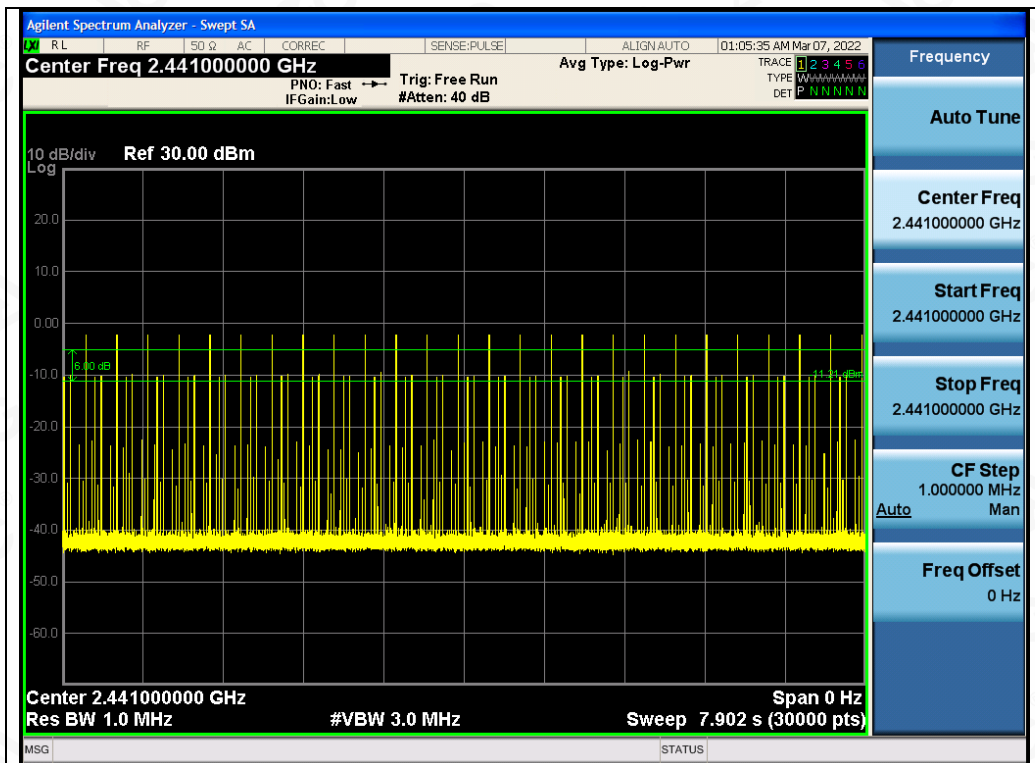 Agilent Spectrum Analyzer - Swept SA
LXI RL RF 50 Ω AC CORREC SENSE:PULSE ALIGN AUTO 01:05:35 AM Mar 07, 2022
Center Freq 2.441000000 GHz
PNO: Fast
IFGain:Low
Trig: Free Run
#Atten: 40 dB
Avg Type: Log-Pwr
TRACE 1 2 3 4 5 6
TYPE WWWWWW
DET P N N N N N
10 dB/div Ref 30.00 dBm
Log
20.0
10.0
0.00
6.00 dB
-10.0
-11.21 dBm
-20.0
-30.0
-40.0
-50.0
-60.0
Center 2.441000000 GHz Span 0 Hz
Res BW 1.0 MHz #VBW 3.0 MHz Sweep 7.902 s (30000 pts)
MSG STATUS
Frequency
Auto Tune
Center Freq
2.441000000 GHz
Start Freq
2.441000000 GHz
Stop Freq
2.441000000 GHz
CF Step
1.000000 MHz
Auto Man
Freq Offset
0 Hz